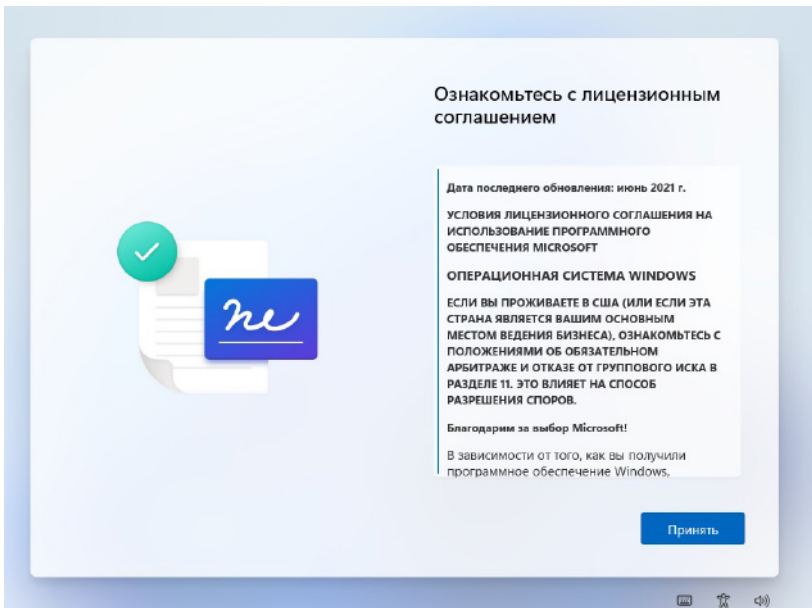 Ознакомьтесь с лицензионным
соглашением
Дата последнего обновления: июнь 2021 г.
УСЛОВИЯ ЛИЦЕНЗИОННОГО СОГЛАШЕНИЯ НА
ИСПОЛЬЗОВАНИЕ ПРОГРАММНОГО
ОБЕСПЕЧЕНИЯ MICROSOFT
ОПЕРАЦИОННАЯ СИСТЕМА WINDOWS
ЕСЛИ ВЫ ПРОЖИВАЕТЕ В США (ИЛИ ЕСЛИ ЭТА
СТРАНА ЯВЛЯЕТСЯ ВАШИМ ОСНОВНЫМ
МЕСТОМ ВЕДЕНИЯ БИЗНЕСА), ОЗНАКОМЬТЕСЬ С
ПОЛОЖЕНИЯМИ ОБ ОБЯЗАТЕЛЬНОМ
АРБИТРАЖЕ И ОТКАЗЕ ОТ ГРУППОВОГО ИСКА В
РАЗДЕЛЕ 11. ЭТО ВЛИЯЕТ НА СПОСОБ
РАЗРЕШЕНИЯ СПОРОВ.
Благодарим за выбор Microsoft!
В зависимости от того, как вы получили
программное обеспечение Windows,
Принять